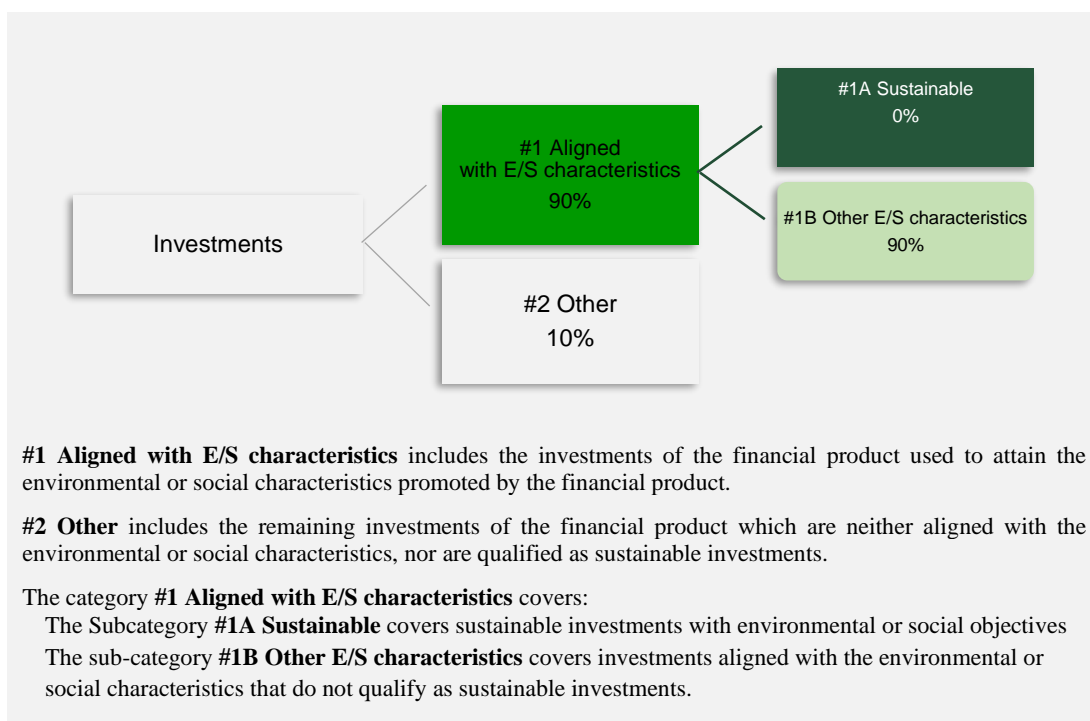 #1A Sustainable
0%
#1 Aligned
with E/S characteristics
90%
#1B Other E/S characteristics
90%
Investments
#2 Other
10%
#1 Aligned with E/S characteristics includes the investments of the financial product used to attain the
environmental or social characteristics promoted by the financial product.
#2 Other includes the remaining investments of the financial product which are neither aligned with the
environmental or social characteristics, nor are qualified as sustainable investments.
The category #1 Aligned with E/S characteristics covers:
The Subcategory #1A Sustainable covers sustainable investments with environmental or social objectives
The sub-category #1B Other E/S characteristics covers investments aligned with the environmental or
social characteristics that do not qualify as sustainable investments.